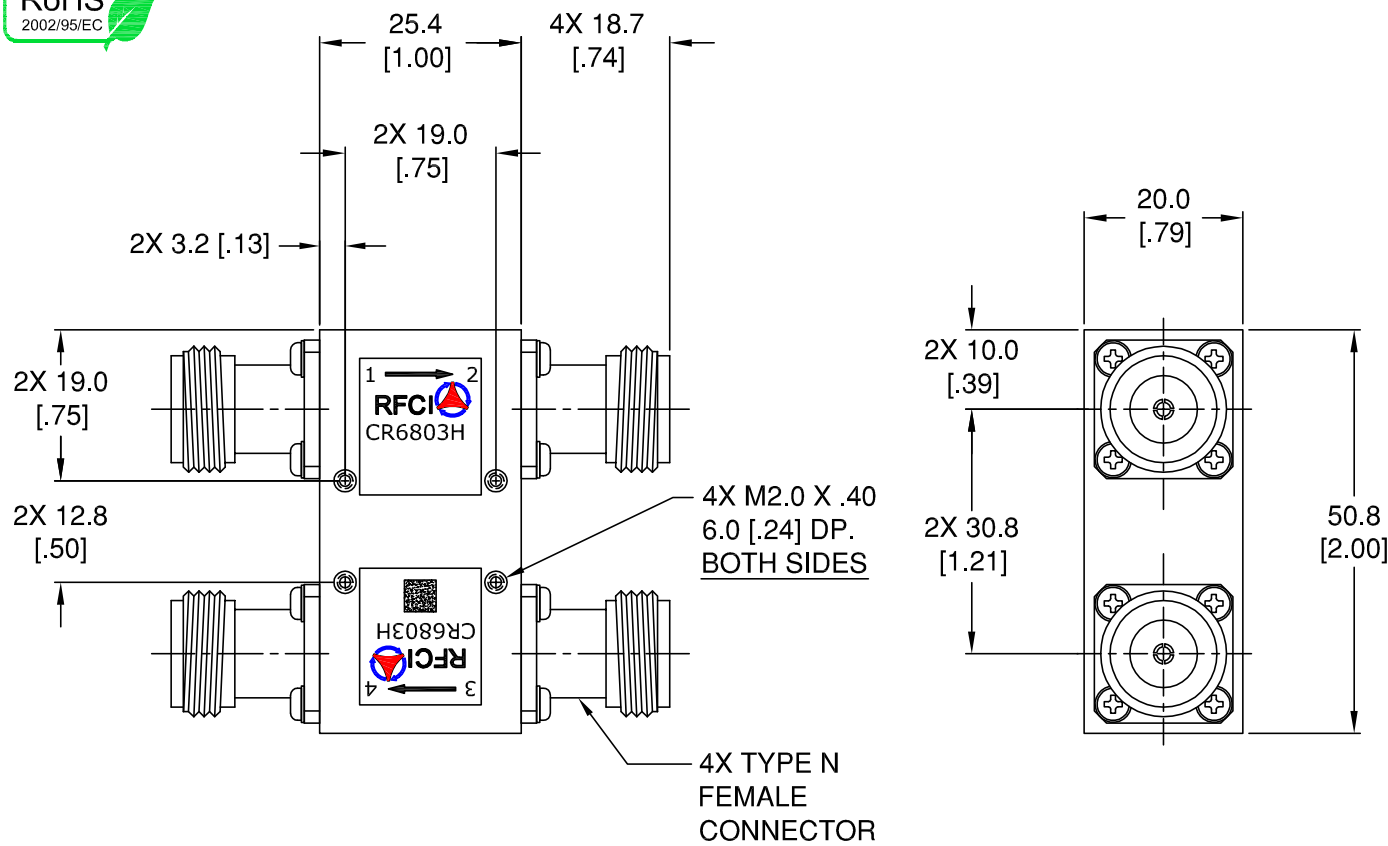 RoHS
2002/95/EC
25.4
[1.00]
4X 18.7
[.74]
2X 19.0
[.75]
2X 3.2 [.13]
20.0
[.79]
2X 19.0
[.75]
1 2
RFCI
CR6803H
2X 10.0
[.39]
2X 12.8
[.50]
4X M2.0 X .40
6.0 [.24] DP.
BOTH SIDES
2X 30.8
[1.21]
50.8
[2.00]
3 4
RFCI
CR6803H
4X TYPE N
FEMALE
CONNECTOR